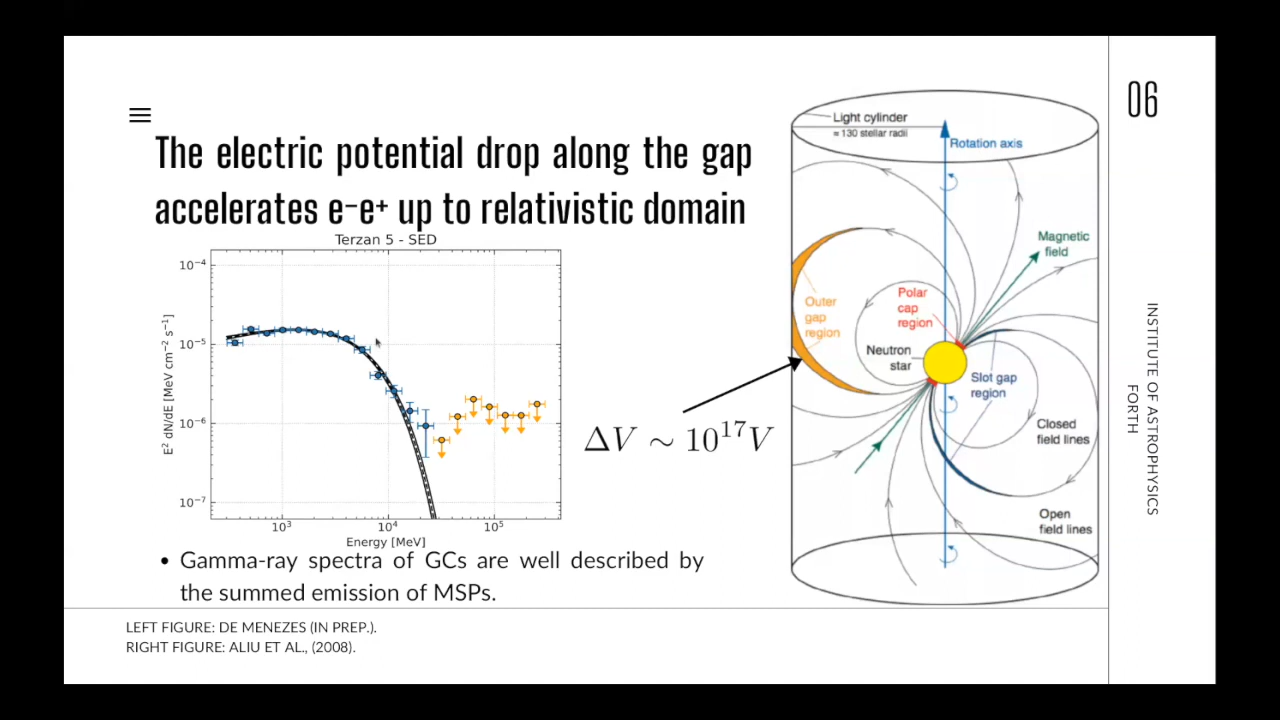 06
The electric potential drop along the gap
accelerates e−e+ up to relativistic domain
Terzan 5 - SED
E² dN/dE [MeV cm⁻² s⁻¹]
10⁻⁴
10⁻⁵
10⁻⁶
10⁻⁷
10³
10⁴
10⁵
Energy [MeV]
ΔV ∼ 10¹⁷V
Light cylinder
≈ 130 stellar radii
Rotation axis
Magnetic
field
Outer
gap
region
Polar
cap
region
Neutron
star
Slot gap
region
Closed
field lines
Open
field lines
• Gamma-ray spectra of GCs are well described by
the summed emission of MSPs.
INSTITUTE OF ASTROPHYSICS
FORTH
LEFT FIGURE: DE MENEZES (IN PREP.).
RIGHT FIGURE: ALIU ET AL., (2008).